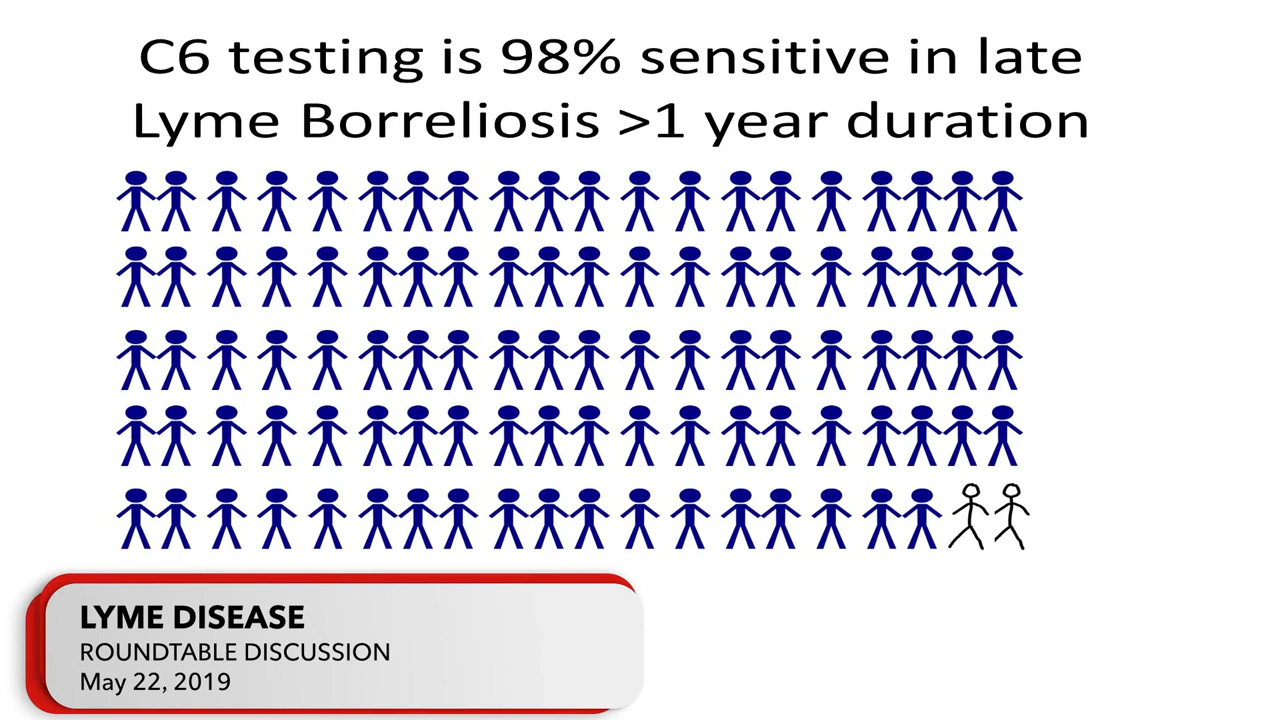 C6 testing is 98% sensitive in late
Lyme Borreliosis >1 year duration
LYME DISEASE
ROUNDTABLE DISCUSSION
May 22, 2019